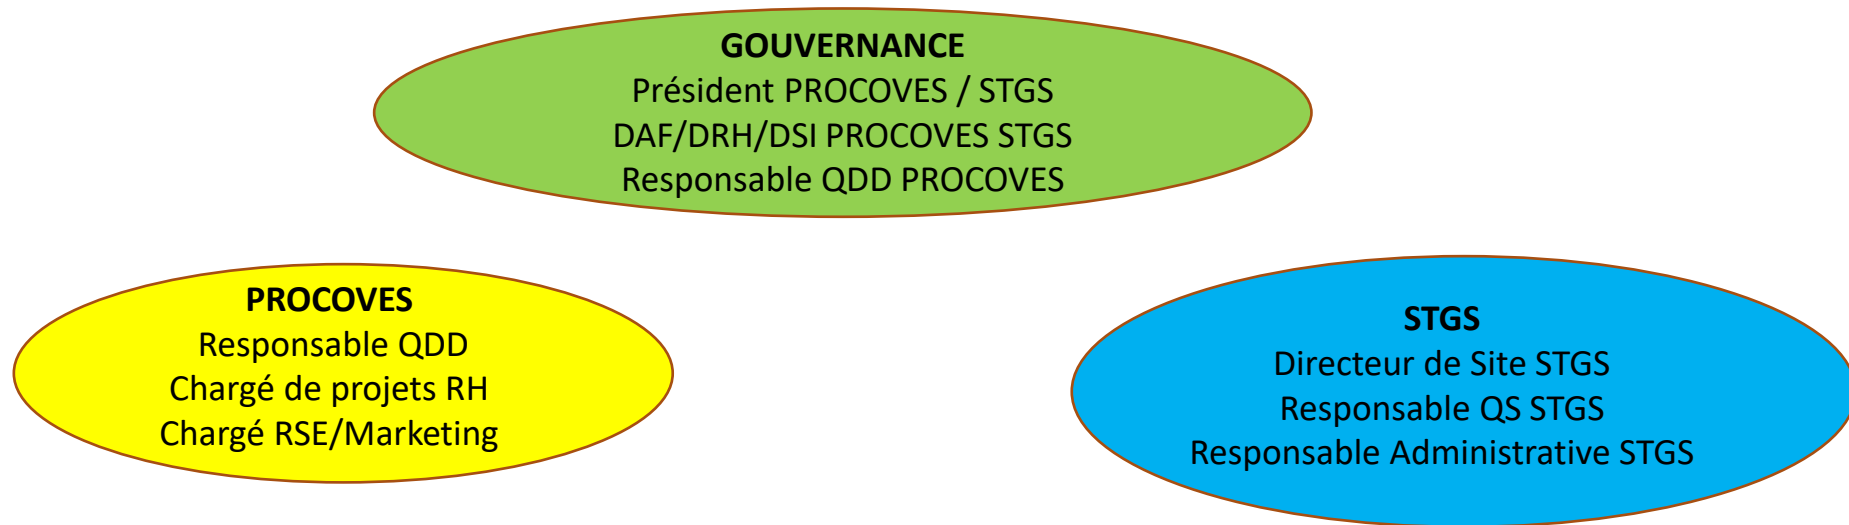 GOUVERNANCE
Président PROCOVES / STGS
DAF/DRH/DSI PROCOVES STGS
Responsable QDD PROCOVES
PROCOVES
Responsable QDD
Chargé de projets RH
Chargé RSE/Marketing
STGS
Directeur de Site STGS
Responsable QS STGS
Responsable Administrative STGS